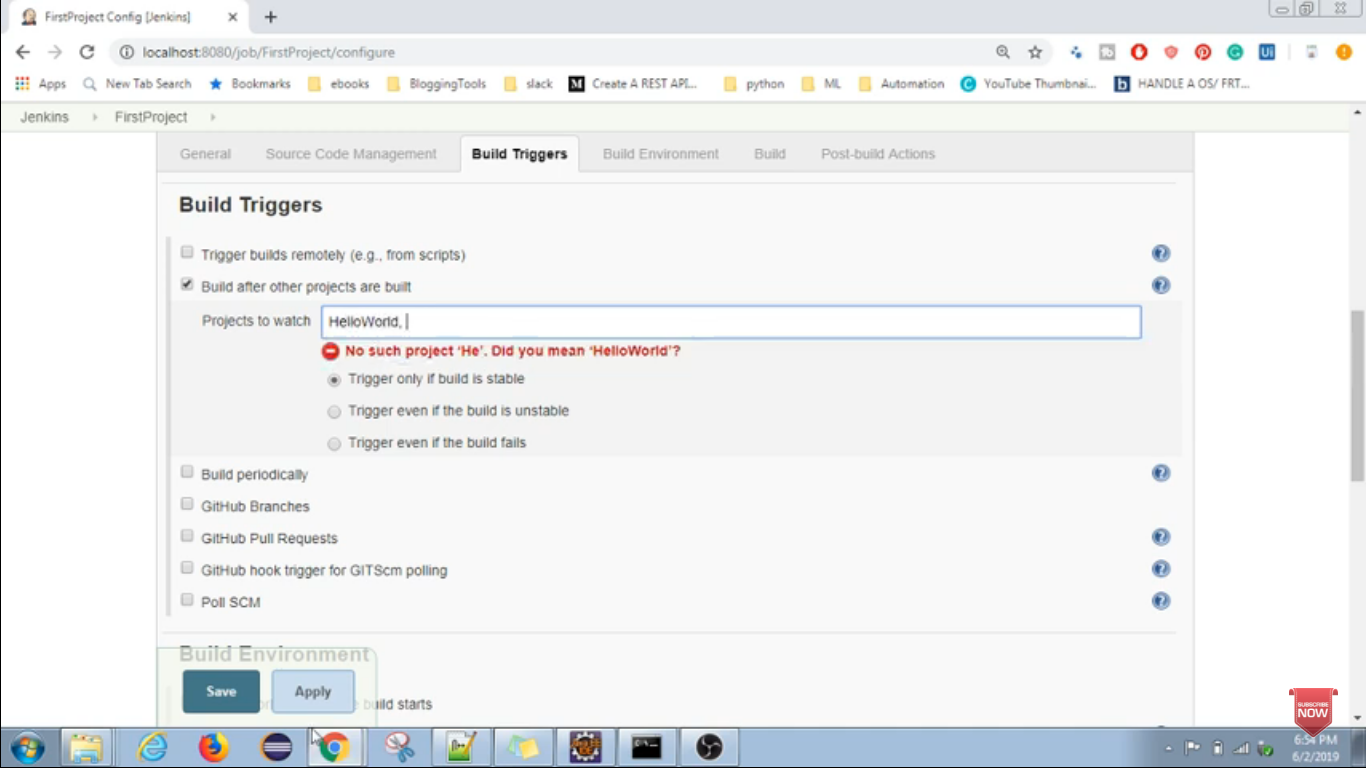 FirstProject Config [Jenkins]
localhost:8080/job/FirstProject/configure
Apps New Tab Search Bookmarks ebooks BloggingTools slack Create A REST API... python ML Automation YouTube Thumbnai... HANDLE A OS/ FRT...
Jenkins FirstProject
General Source Code Management Build Triggers Build Environment Build Post-build Actions
Build Triggers
Trigger builds remotely (e.g., from scripts)
Build after other projects are built
Projects to watch HelloWorld,
No such project ‘He’. Did you mean ‘HelloWorld’?
Trigger only if build is stable
Trigger even if the build is unstable
Trigger even if the build fails
Build periodically
GitHub Branches
GitHub Pull Requests
GitHub hook trigger for GITScm polling
Poll SCM
Build Environment
Save Apply
build starts
SUBSCRIBE
NOW
6:54 PM
6/2/2019